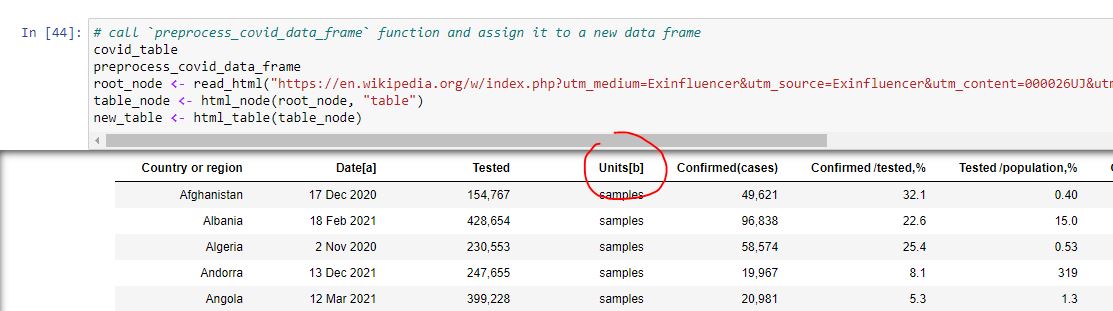 In [44]: # call `preprocess_covid_data_frame` function and assign it to a new data frame
covid_table
preprocess_covid_data_frame
root_node <- read_html("https://en.wikipedia.org/w/index.php?utm_medium=Exinfluencer&utm_source=Exinfluencer&utm_content=000026UJ&utm
table_node <- html_node(root_node, "table")
new_table <- html_table(table_node)
Country or region Date[a] Tested Units[b] Confirmed(cases) Confirmed /tested,% Tested /population,%
Afghanistan 17 Dec 2020 154,767 samples 49,621 32.1 0.40
Albania 18 Feb 2021 428,654 samples 96,838 22.6 15.0
Algeria 2 Nov 2020 230,553 samples 58,574 25.4 0.53
Andorra 13 Dec 2021 247,655 samples 19,967 8.1 319
Angola 12 Mar 2021 399,228 samples 20,981 5.3 1.3